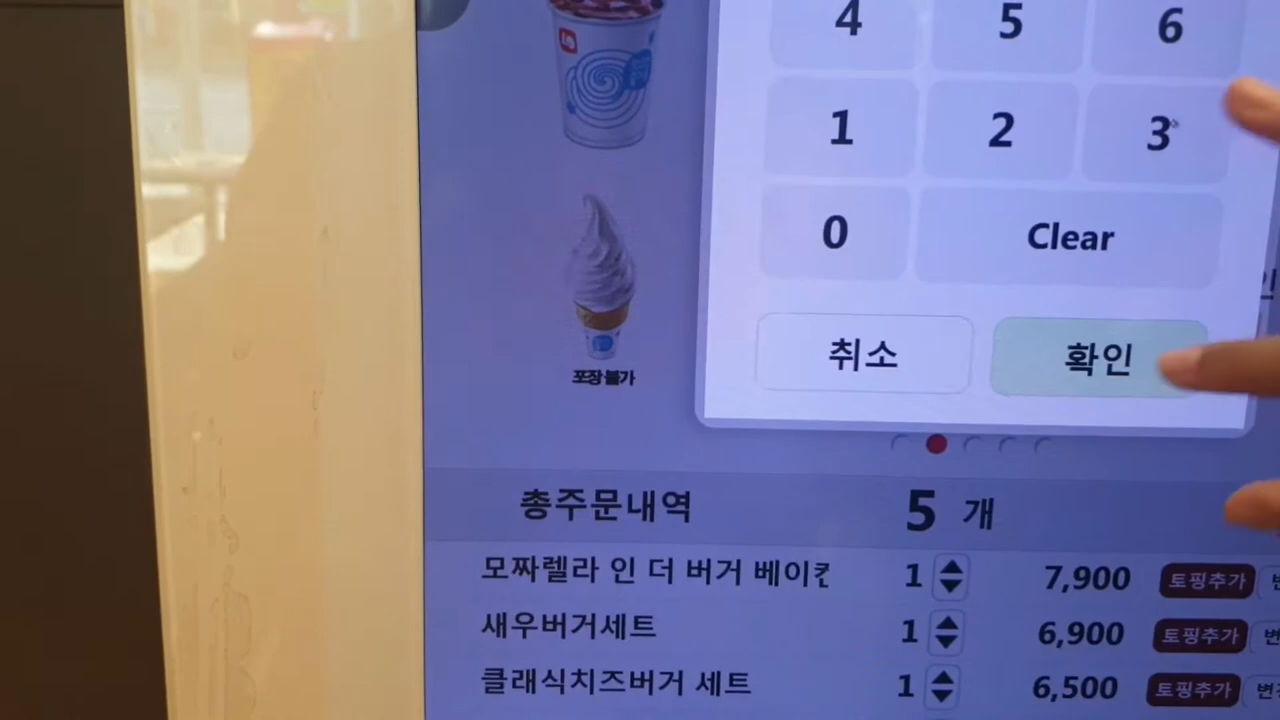 4 5 6
1 2 3
0 Clear
취소 확인
포장불가
총주문내역 5 개
모짜렐라 인 더 버거 베이컨 1 7,900 토핑추가
새우버거세트 1 6,900 토핑추가
클래식치즈버거 세트 1 6,500 토핑추가